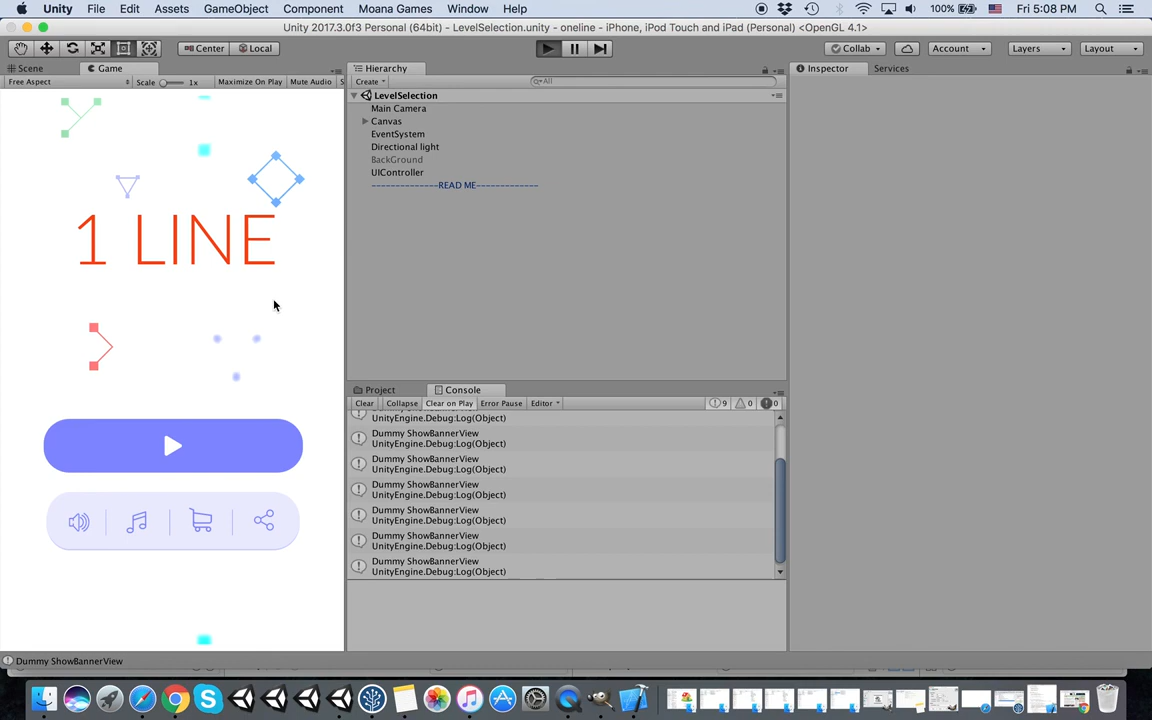 Unity File Edit Assets GameObject Component Moana Games Window Help 100% Fri 5:08 PM
Unity 2017.3.0f3 Personal (64bit) - LevelSelection.unity - oneline - iPhone, iPod Touch and iPad (Personal) <OpenGL 4.1>
Center Local Collab Account Layers Layout
Scene Game Hierarchy Inspector Services
Free Aspect Scale 1x Maximize On Play Mute Audio S Create All
LevelSelection
Main Camera
Canvas
EventSystem
Directional light
BackGround
UIController
--------------READ ME-------------
1 LINE
Project Console
Clear Collapse Clear on Play Error Pause Editor 9 0 0
UnityEngine.Debug:Log(Object)
Dummy ShowBannerView
UnityEngine.Debug:Log(Object)
Dummy ShowBannerView
UnityEngine.Debug:Log(Object)
Dummy ShowBannerView
UnityEngine.Debug:Log(Object)
Dummy ShowBannerView
UnityEngine.Debug:Log(Object)
Dummy ShowBannerView
UnityEngine.Debug:Log(Object)
Dummy ShowBannerView
UnityEngine.Debug:Log(Object)
Dummy ShowBannerView